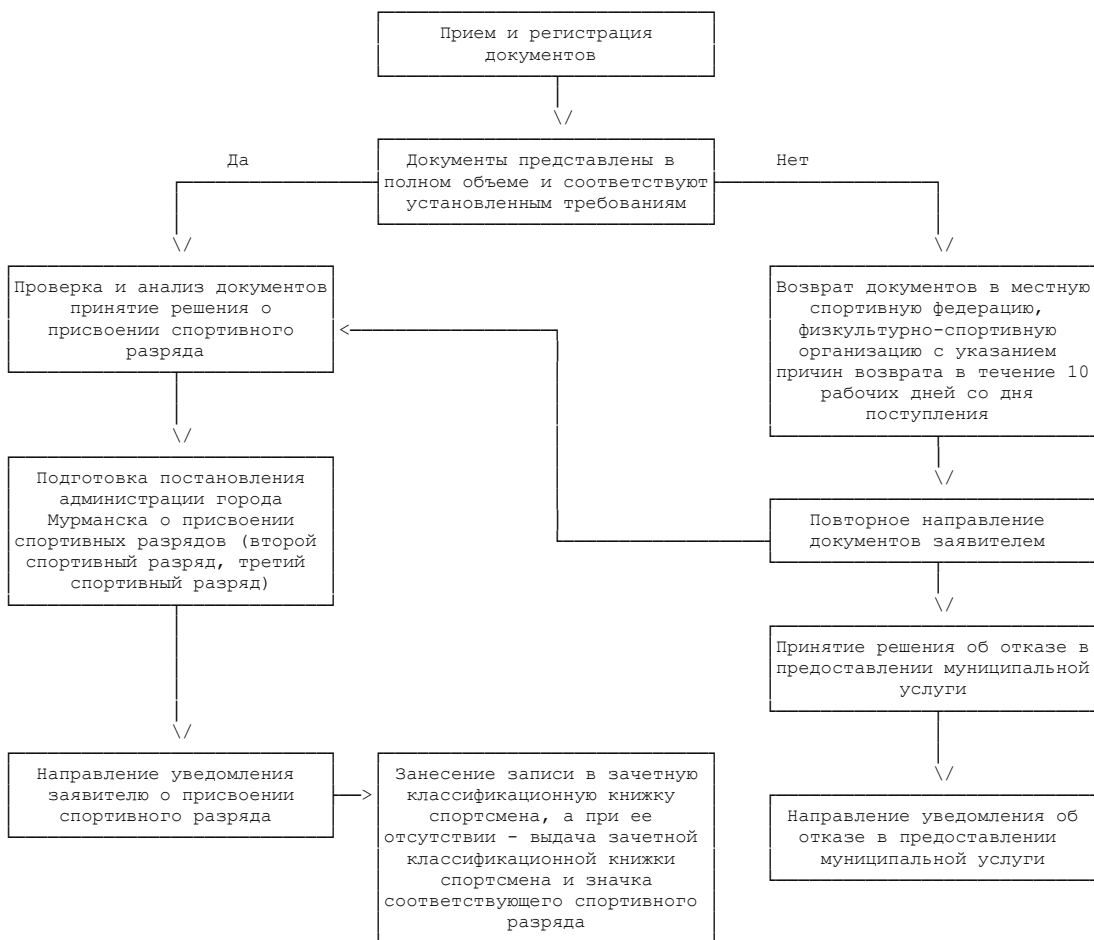 Прием и регистрация
документов
Да
Документы представлены в
полном объеме и соответствуют
установленным требованиям
Нет
Проверка и анализ документов
принятие решения о
присвоении спортивного
разряда
Возврат документов в местную
спортивную федерацию,
физкультурно-спортивную
организацию с указанием
причин возврата в течение 10
рабочих дней со дня
поступления
Подготовка постановления
администрации города
Мурманска о присвоении
спортивных разрядов (второй
спортивный разряд, третий
спортивный разряд)
Повторное направление
документов заявителем
Принятие решения об отказе в
предоставлении муниципальной
услуги
Направление уведомления
заявителю о присвоении
спортивного разряда
Занесение записи в зачетную
классификационную книжку
спортсмена, а при ее
отсутствии - выдача зачетной
классификационной книжки
спортсмена и значка
соответствующего спортивного
разряда
Направление уведомления об
отказе в предоставлении
муниципальной услуги